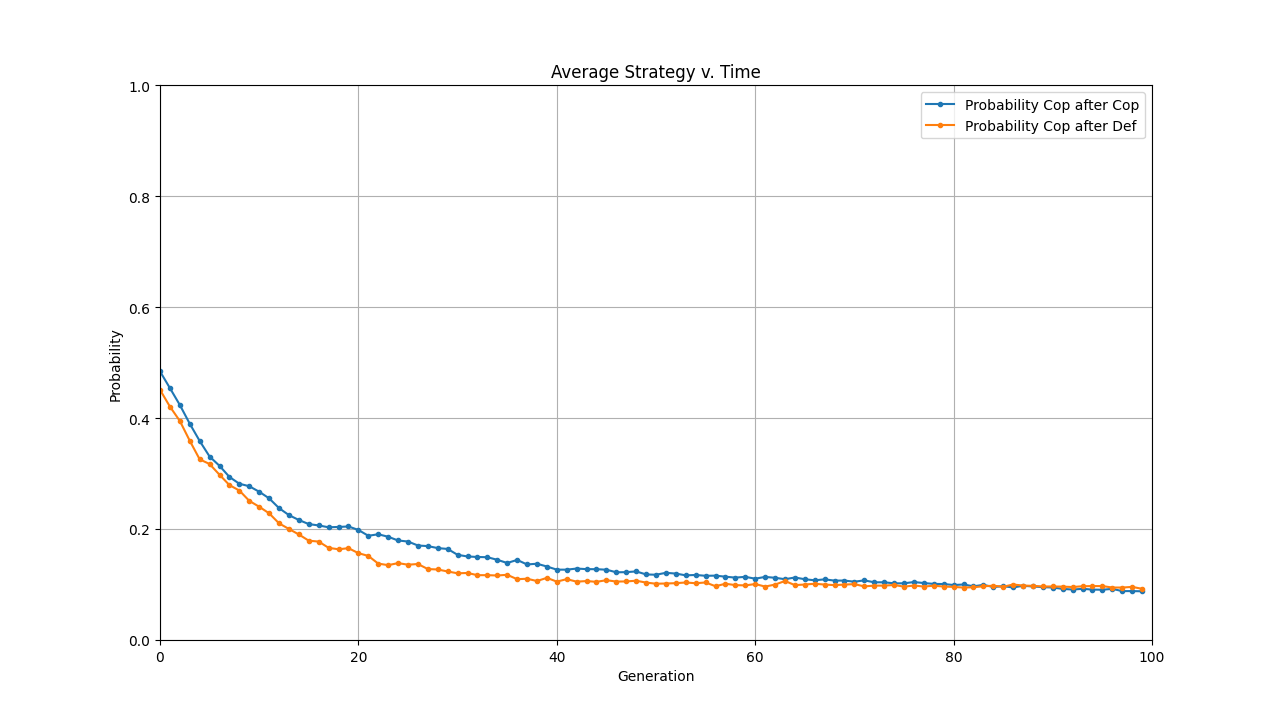 Average Strategy v. Time
1.0
0.8
0.6
0.4
0.2
0.0
Probability
Probability Cop after Cop
Probability Cop after Def
0 20 40 60 80 100
Generation